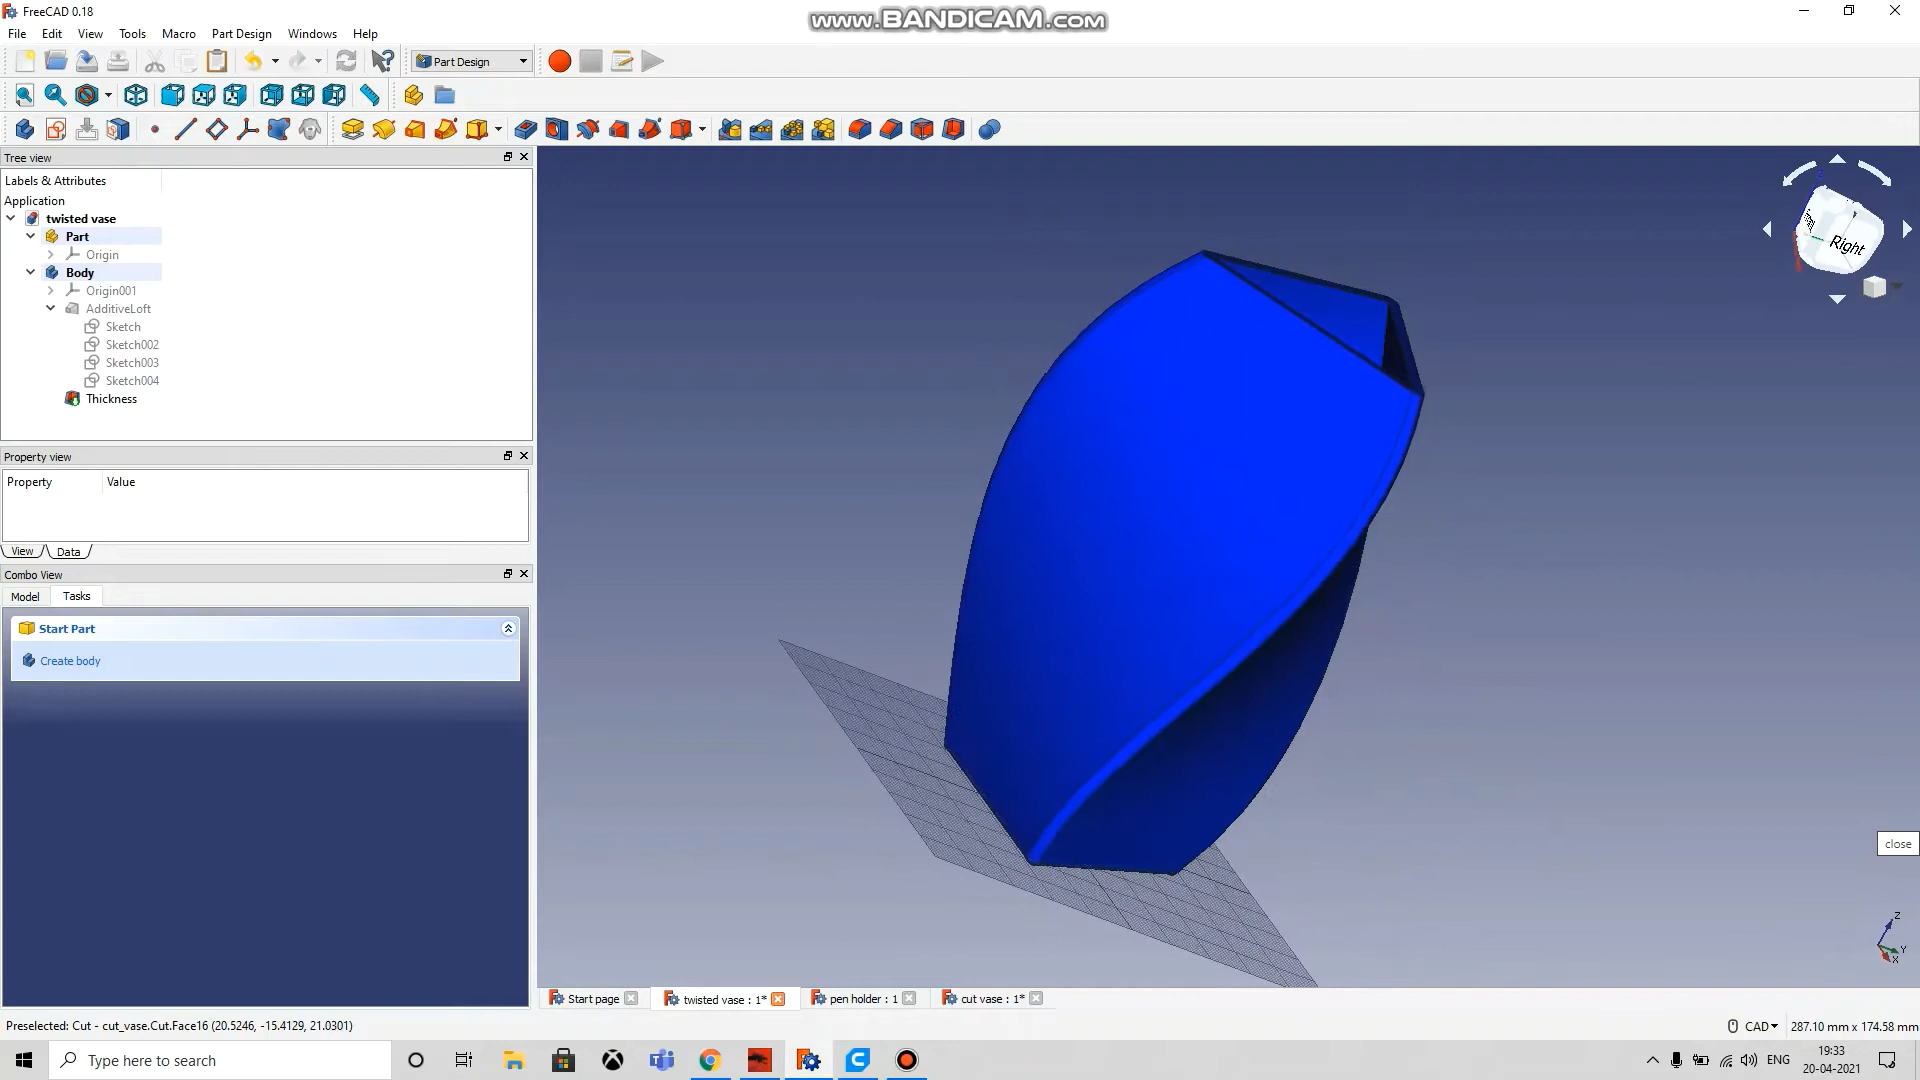 FreeCAD 0.18
www.BANDICAM.com
File Edit View Tools Macro Part Design Windows Help
Part Design
Tree view
Labels & Attributes
Application
twisted vase
Part
Origin
Body
Origin001
AdditiveLoft
Sketch
Sketch002
Sketch003
Sketch004
Thickness
Property view
Property Value
View Data
Combo View
Model Tasks
Start Part
Create body
Right
Z
close
Z
Y
X
Start page twisted vase : 1* pen holder : 1 cut vase : 1*
Preselected: Cut - cut_vase.Cut.Face16 (20.5246, -15.4129, 21.0301)
CAD 287.10 mm x 174.58 mm
Type here to search
ENG
19:33
20-04-2021